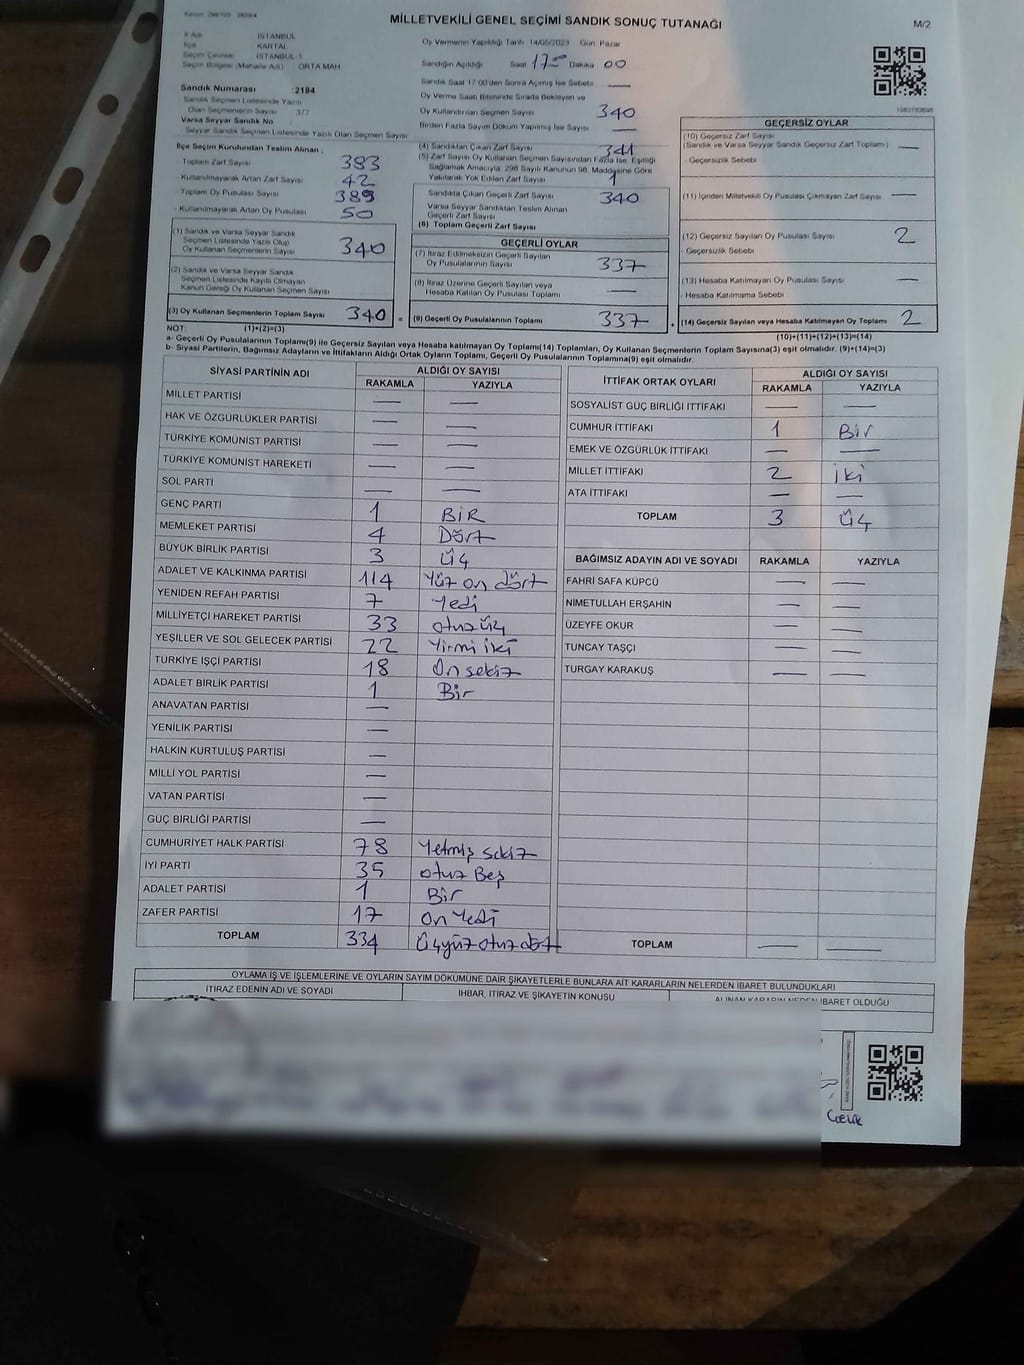 MİLLETVEKİLİ GENEL SEÇİMİ SANDIK SONUÇ TUTANAĞI
M/2
İl Adı : İSTANBUL
İlçe : KARTAL
Seçim Çevresi : İSTANBUL-1
Seçim Bölgesi (Mahalle Adı) : ORTA MAH
Sandık Numarası : 2184
Sandık Seçmen Listesinde Yazılı
Olan Seçmenlerin Sayısı : 377
Varsa Seyyar Sandık No :
Seyyar Sandık Seçmen Listesinde Yazılı Olan Seçmen Sayısı
Oy Vermenin Yapıldığı Tarih 14/05/2023 Gün Pazar
Sandığın Açıldığı Saat 17 00 Dakika 00
Sandık Saat 17:00'den Sonra Açılmış İse Sebebi —
Oy Verme Saati Bitiminde Sırada Bekleyen ve
Oy Kullandırılan Seçmen Sayısı 340
Birden Fazla Sayım Döküm Yapılmış İse Sayısı —
İlçe Seçim Kurulundan Teslim Alınan :
- Toplam Zarf Sayısı 383
- Kullanılmayarak Artan Zarf Sayısı 42
- Toplam Oy Pusulası Sayısı 389
- Kullanılmayarak Artan Oy Pusulası 50
(1) Sandık ve Varsa Seyyar Sandık
Seçmen Listesinde Yazılı Olup
Oy Kullanan Seçmenlerin Sayısı 340
(2) Sandık ve Varsa Seyyar Sandık
Seçmen Listesinde Kayıtlı Olmayan
Kanun Gereği Oy Kullanan Seçmen Sayısı
(3) Oy Kullanan Seçmenlerin Toplam Sayısı 340
(4) Sandıktan Çıkan Zarf Sayısı 341
(5) Zarf Sayısı Oy Kullanan Seçmen Sayısından Fazla İse, Eşitliği
Sağlamak Amacıyla, 298 Sayılı Kanunun 98. Maddesine Göre
Yakılarak Yok Edilen Zarf Sayısı 1
Sandıkta Çıkan Geçerli Zarf Sayısı 340
Varsa Seyyar Sandıktan Teslim Alınan
Geçerli Zarf Sayısı
(6) Toplam Geçerli Zarf Sayısı
GEÇERLİ OYLAR
(7) İtiraz Edilmeksizin Geçerli Sayılan
Oy Pusulalarının Sayısı 337
(8) İtiraz Üzerine Geçerli Sayılan veya
Hesaba Katılan Oy Pusulası Toplamı —
(9) Geçerli Oy Pusulalarının Toplamı 337
GEÇERSİZ OYLAR
(10) Geçersiz Zarf Sayısı
(Sandık ve Varsa Seyyar Sandık Geçersiz Zarf Toplamı) —
- Geçersizlik Sebebi
(11) İçinden Milletvekili Oy Pusulası Çıkmayan Zarf Sayısı —
(12) Geçersiz Sayılan Oy Pusulası Sayısı 2
- Geçersizlik Sebebi
(13) Hesaba Katılmayan Oy Pusulası Sayısı —
- Hesaba Katılmama Sebebi
(14) Geçersiz Sayılan veya Hesaba Katılmayan Oy Toplamı 2
NOT: (1)+(2)=(3) (10)+(11)+(12)+(13)=(14)
a- Geçerli Oy Pusulalarının Toplamı(9) ile Geçersiz Sayılan veya Hesaba katılmayan Oy Toplamı(14) Toplamları, Oy Kullanan Seçmenlerin Toplam Sayısına(3) eşit olmalıdır. (9)+(14)=(3)
b- Siyasi Partilerin, Bağımsız Adayların ve İttifakların Aldığı Ortak Oyların Toplamı, Geçerli Oy Pusulalarının Toplamına(9) eşit olmalıdır.
SİYASİ PARTİNİN ADI ALDIĞI OY SAYISI
RAKAMLA YAZIYLA
MİLLET PARTİSİ — —
HAK VE ÖZGÜRLÜKLER PARTİSİ — —
TÜRKİYE KOMÜNİST PARTİSİ — —
TÜRKİYE KOMÜNİST HAREKETİ — —
SOL PARTİ — —
GENÇ PARTİ 1 BİR
MEMLEKET PARTİSİ 4 Dört
BÜYÜK BİRLİK PARTİSİ 3 Üç
ADALET VE KALKINMA PARTİSİ 114 Yüz on dört
YENİDEN REFAH PARTİSİ 7 Yedi
MİLLİYETÇİ HAREKET PARTİSİ 33 otuz üç
YEŞİLLER VE SOL GELECEK PARTİSİ 22 Yirmi iki
TÜRKİYE İŞÇİ PARTİSİ 18 On sekiz
ADALET BİRLİK PARTİSİ 1 Bir
ANAVATAN PARTİSİ —
YENİLİK PARTİSİ —
HALKIN KURTULUŞ PARTİSİ —
MİLLİ YOL PARTİSİ —
VATAN PARTİSİ —
GÜÇ BİRLİĞİ PARTİSİ —
CUMHURİYET HALK PARTİSİ 78 Yetmiş sekiz
İYİ PARTİ 35 otuz Beş
ADALET PARTİSİ 1 Bir
ZAFER PARTİSİ 17 On Yedi
TOPLAM 334 Üçyüz otuz dört
İTTİFAK ORTAK OYLARI ALDIĞI OY SAYISI
RAKAMLA YAZIYLA
SOSYALİST GÜÇ BİRLİĞİ İTTİFAKI — —
CUMHUR İTTİFAKI 1 Bir
EMEK VE ÖZGÜRLÜK İTTİFAKI — —
MİLLET İTTİFAKI 2 iki
ATA İTTİFAKI — —
TOPLAM 3 Üç
BAĞIMSIZ ADAYIN ADI VE SOYADI RAKAMLA YAZIYLA
FAHRİ SAFA KÜPCÜ — —
NİMETULLAH ERŞAHİN — —
ÜZEYFE OKUR — —
TUNCAY TAŞÇI — —
TURGAY KARAKUŞ — —
TOPLAM — —
OYLAMA İŞ VE İŞLEMLERİNE VE OYLARIN SAYIM DÖKÜMÜNE DAİR ŞİKAYETLERLE BUNLARA AİT KARARLARIN NELERDEN İBARET BULUNDUKLARI
İTİRAZ EDENİN ADI VE SOYADI İHBAR, İTİRAZ VE ŞİKAYETİN KONUSU ALINAN KARARIN NEDEN İBARET OLDUĞU